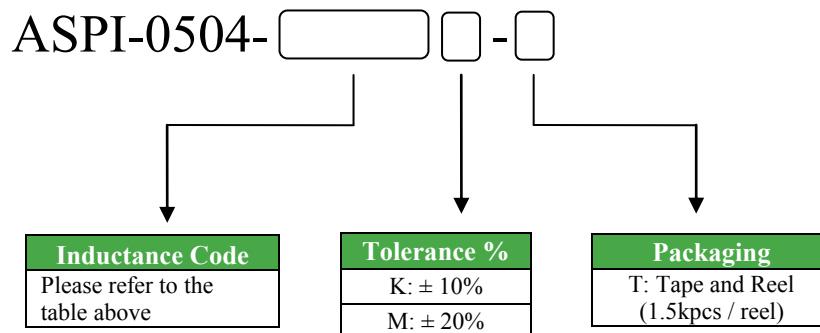 ASPI-0504- -
Inductance Code
Please refer to the
table above
Tolerance %
K: ± 10%
M: ± 20%
Packaging
T: Tape and Reel
(1.5kpcs / reel)